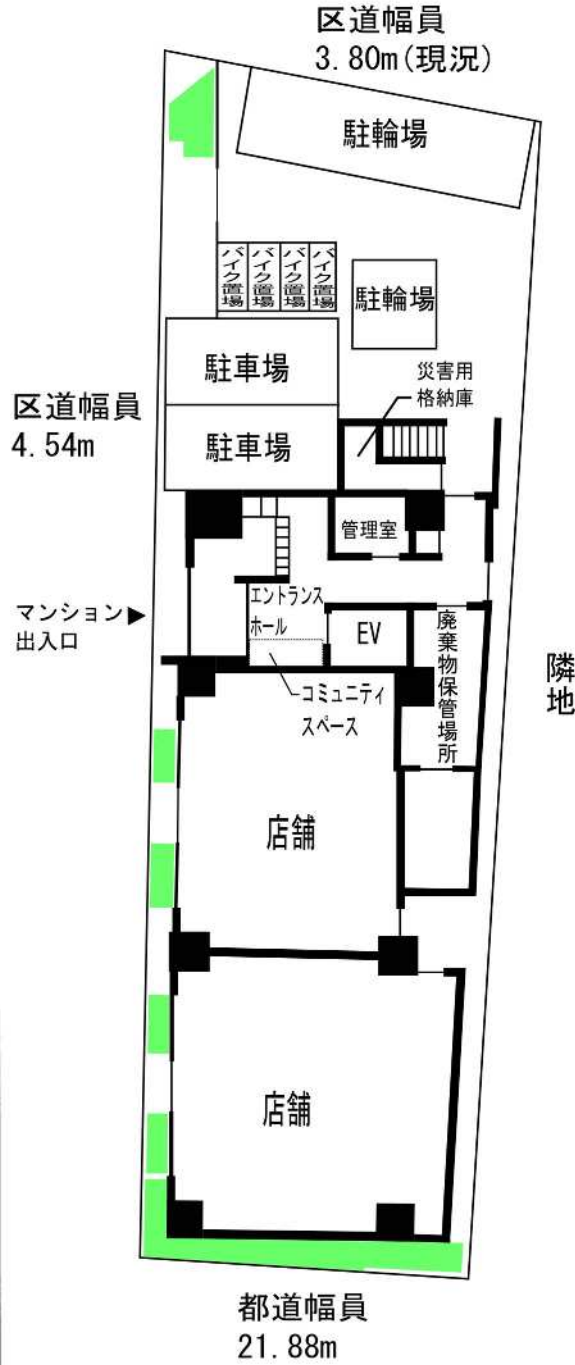 区道幅員
3.80m(現況)
駐輪場
バイク置場
バイク置場
バイク置場
バイク置場
駐輪場
駐車場
災害用
格納庫
区道幅員
4.54m
駐車場
管理室
マンション▶
出入口
エントランス
ホール
EV
廃棄物保管場所
隣地
コミュニティ
スペース
店舗
店舗
都道幅員
21.88m